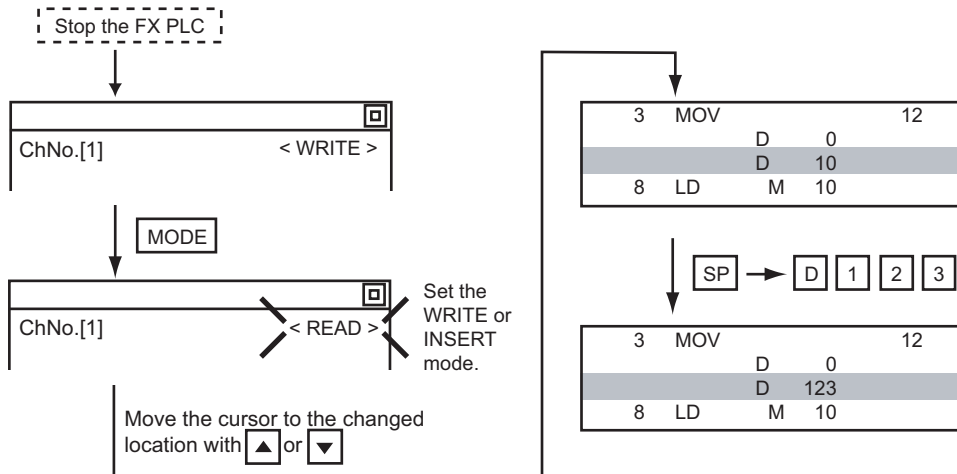 Stop the FX PLC
ChNo.[1] < WRITE >
MODE
ChNo.[1] < READ >
Set the
WRITE or
INSERT
mode.
Move the cursor to the changed
location with ▲ or ▼
3 MOV 12
D 0
D 10
8 LD M 10
SP D 1 2 3
3 MOV 12
D 0
D 123
8 LD M 10